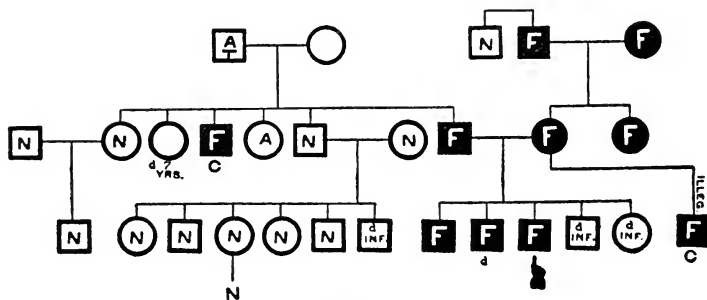 A N F F
N N F A N N F F F
d. 7 YRS. C
N N N N N N d INF. F F F d INF. d INF. F
ILLEG
d C
N